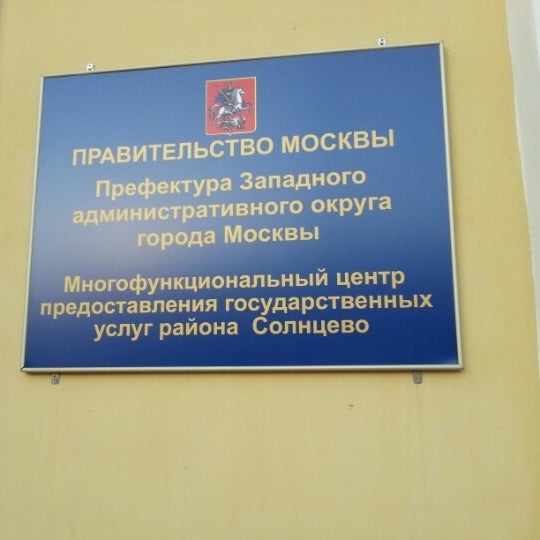 ПРАВИТЕЛЬСТВО МОСКВЫ
Префектура Западного
административного округа
города Москвы
Многофункциональный центр
предоставления государственных
услуг района Солнцево